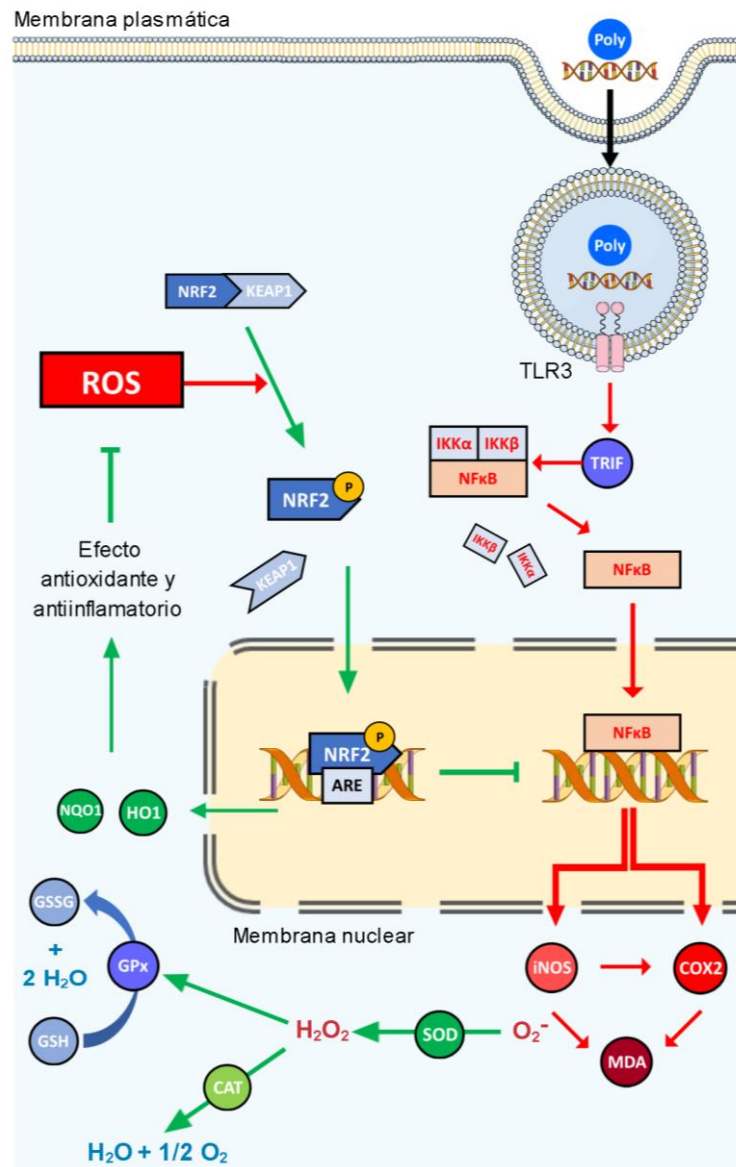 Membrana plasmática
Poly
Poly
NRF2 KEAP1
TLR3
ROS
IKKα IKKβ
NFκB
TRIF
NRF2 P
IKKβ
IKKα
NFκB
Efecto
antioxidante y
antiinflamatorio
KEAP1
P
NRF2
ARE
NFκB
NQO1 HO1
Membrana nuclear
GSSG
+
2 H₂O
GPx
GSH
iNOS COX2
H₂O₂ SOD O₂⁻
MDA
CAT
H₂O + 1/2 O₂